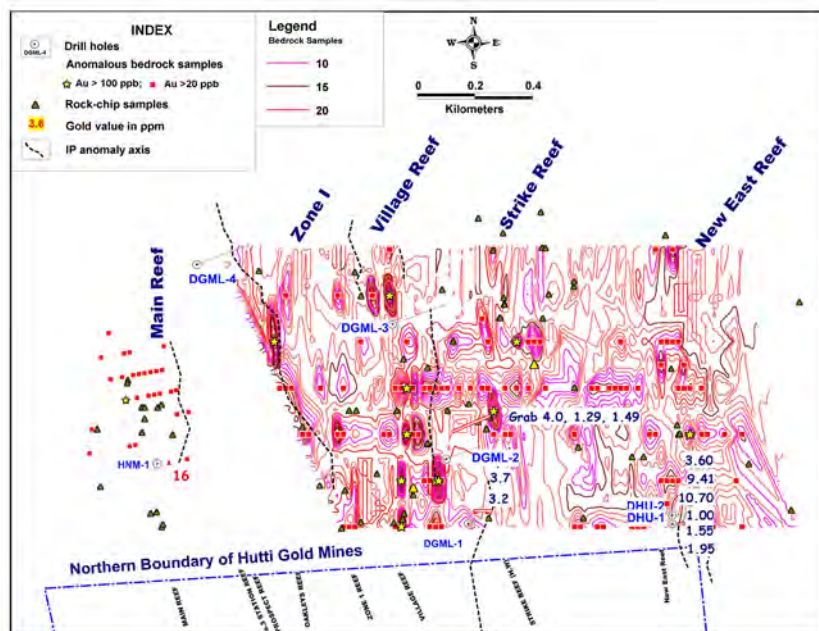 INDEX
DGML-4
Drill holes
Anomalous bedrock samples
Au > 100 ppb; Au >20 ppb
Rock-chip samples
3.8 Gold value in ppm
IP anomaly axis
Legend
Bedrock Samples
10
15
20
N
W E
S
0 0.2 0.4
Kilometers
Main Reef
Zone I
Village Reef
Strike Reef
New East Reef
DGML-4
DGML-3
Grab 4.0, 1.29, 1.49
HNM-1
16
DGML-2
3.7
3.2
3.60
9.41
10.70
DHU-2
DHU-1
1.00
1.55
1.95
DGML-1
Northern Boundary of Hutti Gold Mines
MAIN REEF
PROSPECT REEF
OAKLEYS REEF
ZONE I REEF
VILLAGE REEF
New East Reef